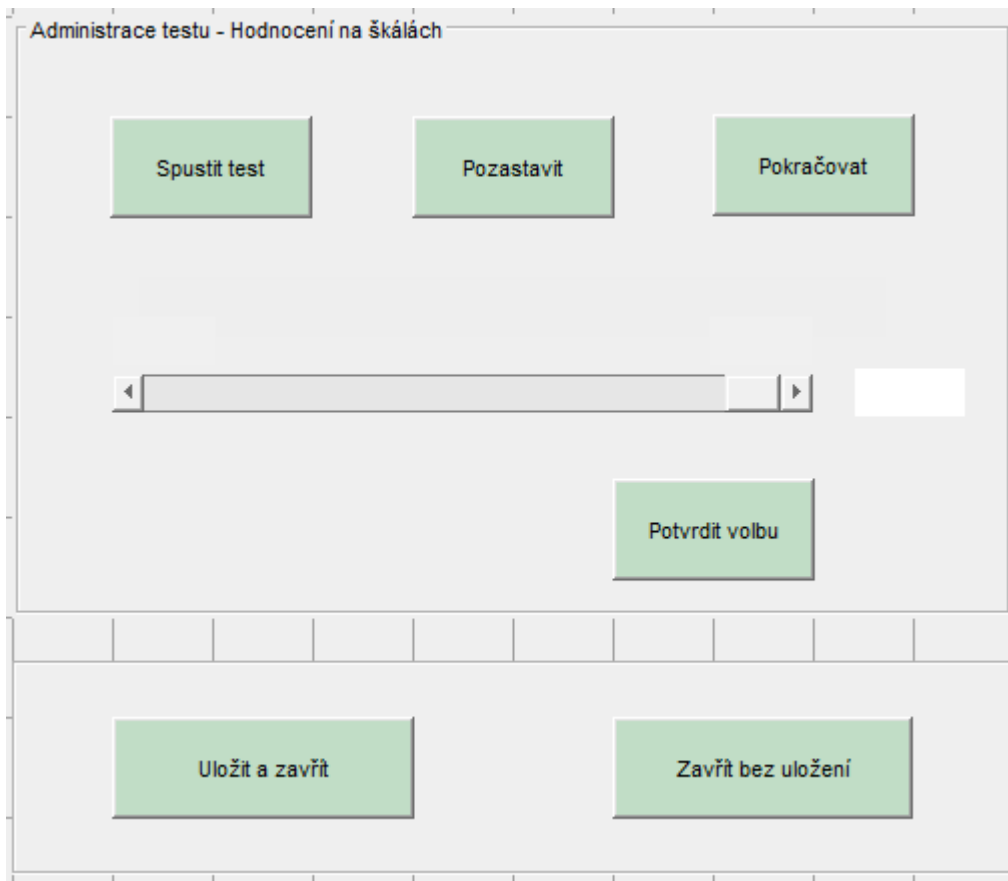 Administrace testu - Hodnocení na škálách
Spustit test
Pozastavit
Pokračovat
Potvrdit volbu
Uložit a zavřít
Zavřít bez uložení